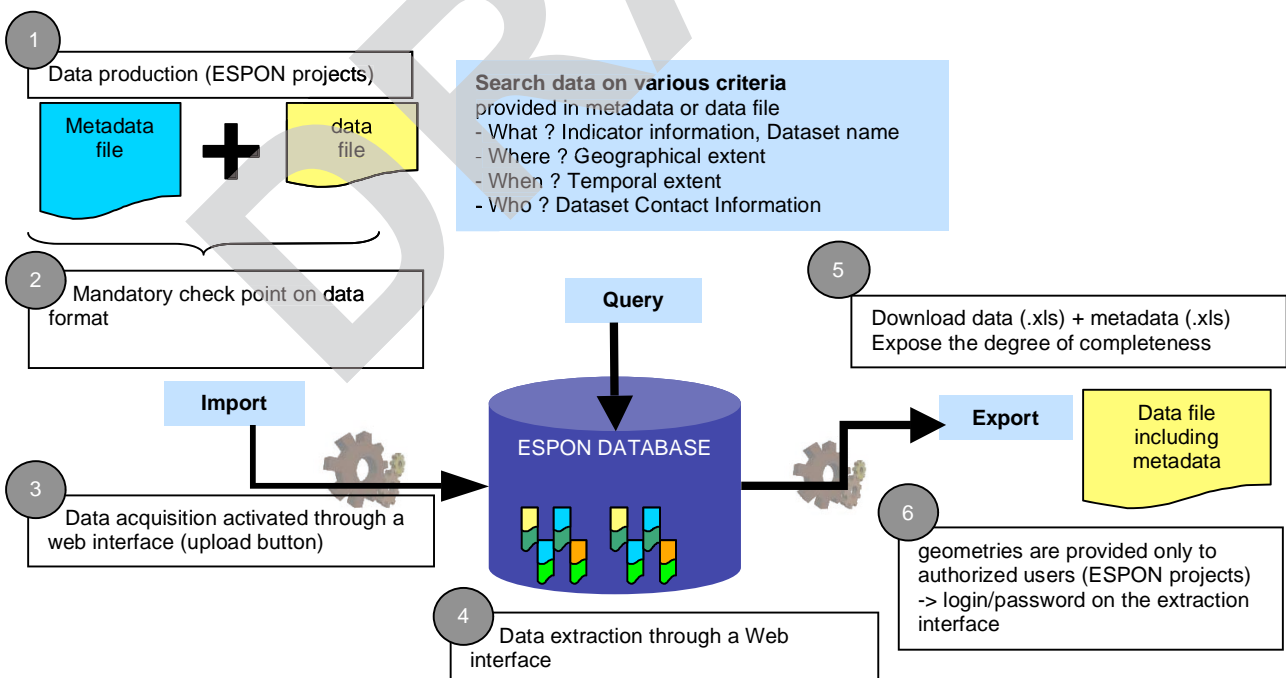 1
Data production (ESPON projects)
Metadata
file
data
file
Search data on various criteria
provided in metadata or data file
- What ? Indicator information, Dataset name
- Where ? Geographical extent
- When ? Temporal extent
- Who ? Dataset Contact Information
2
Mandatory check point on data
format
Query
5
Download data (.xls) + metadata (.xls)
Expose the degree of completeness
Import
ESPON DATABASE
Export
Data file
including
metadata
3
Data acquisition activated through a
web interface (upload button)
6
geometries are provided only to
authorized users (ESPON projects)
-> login/password on the extraction
interface
4
Data extraction through a Web
interface
DRA